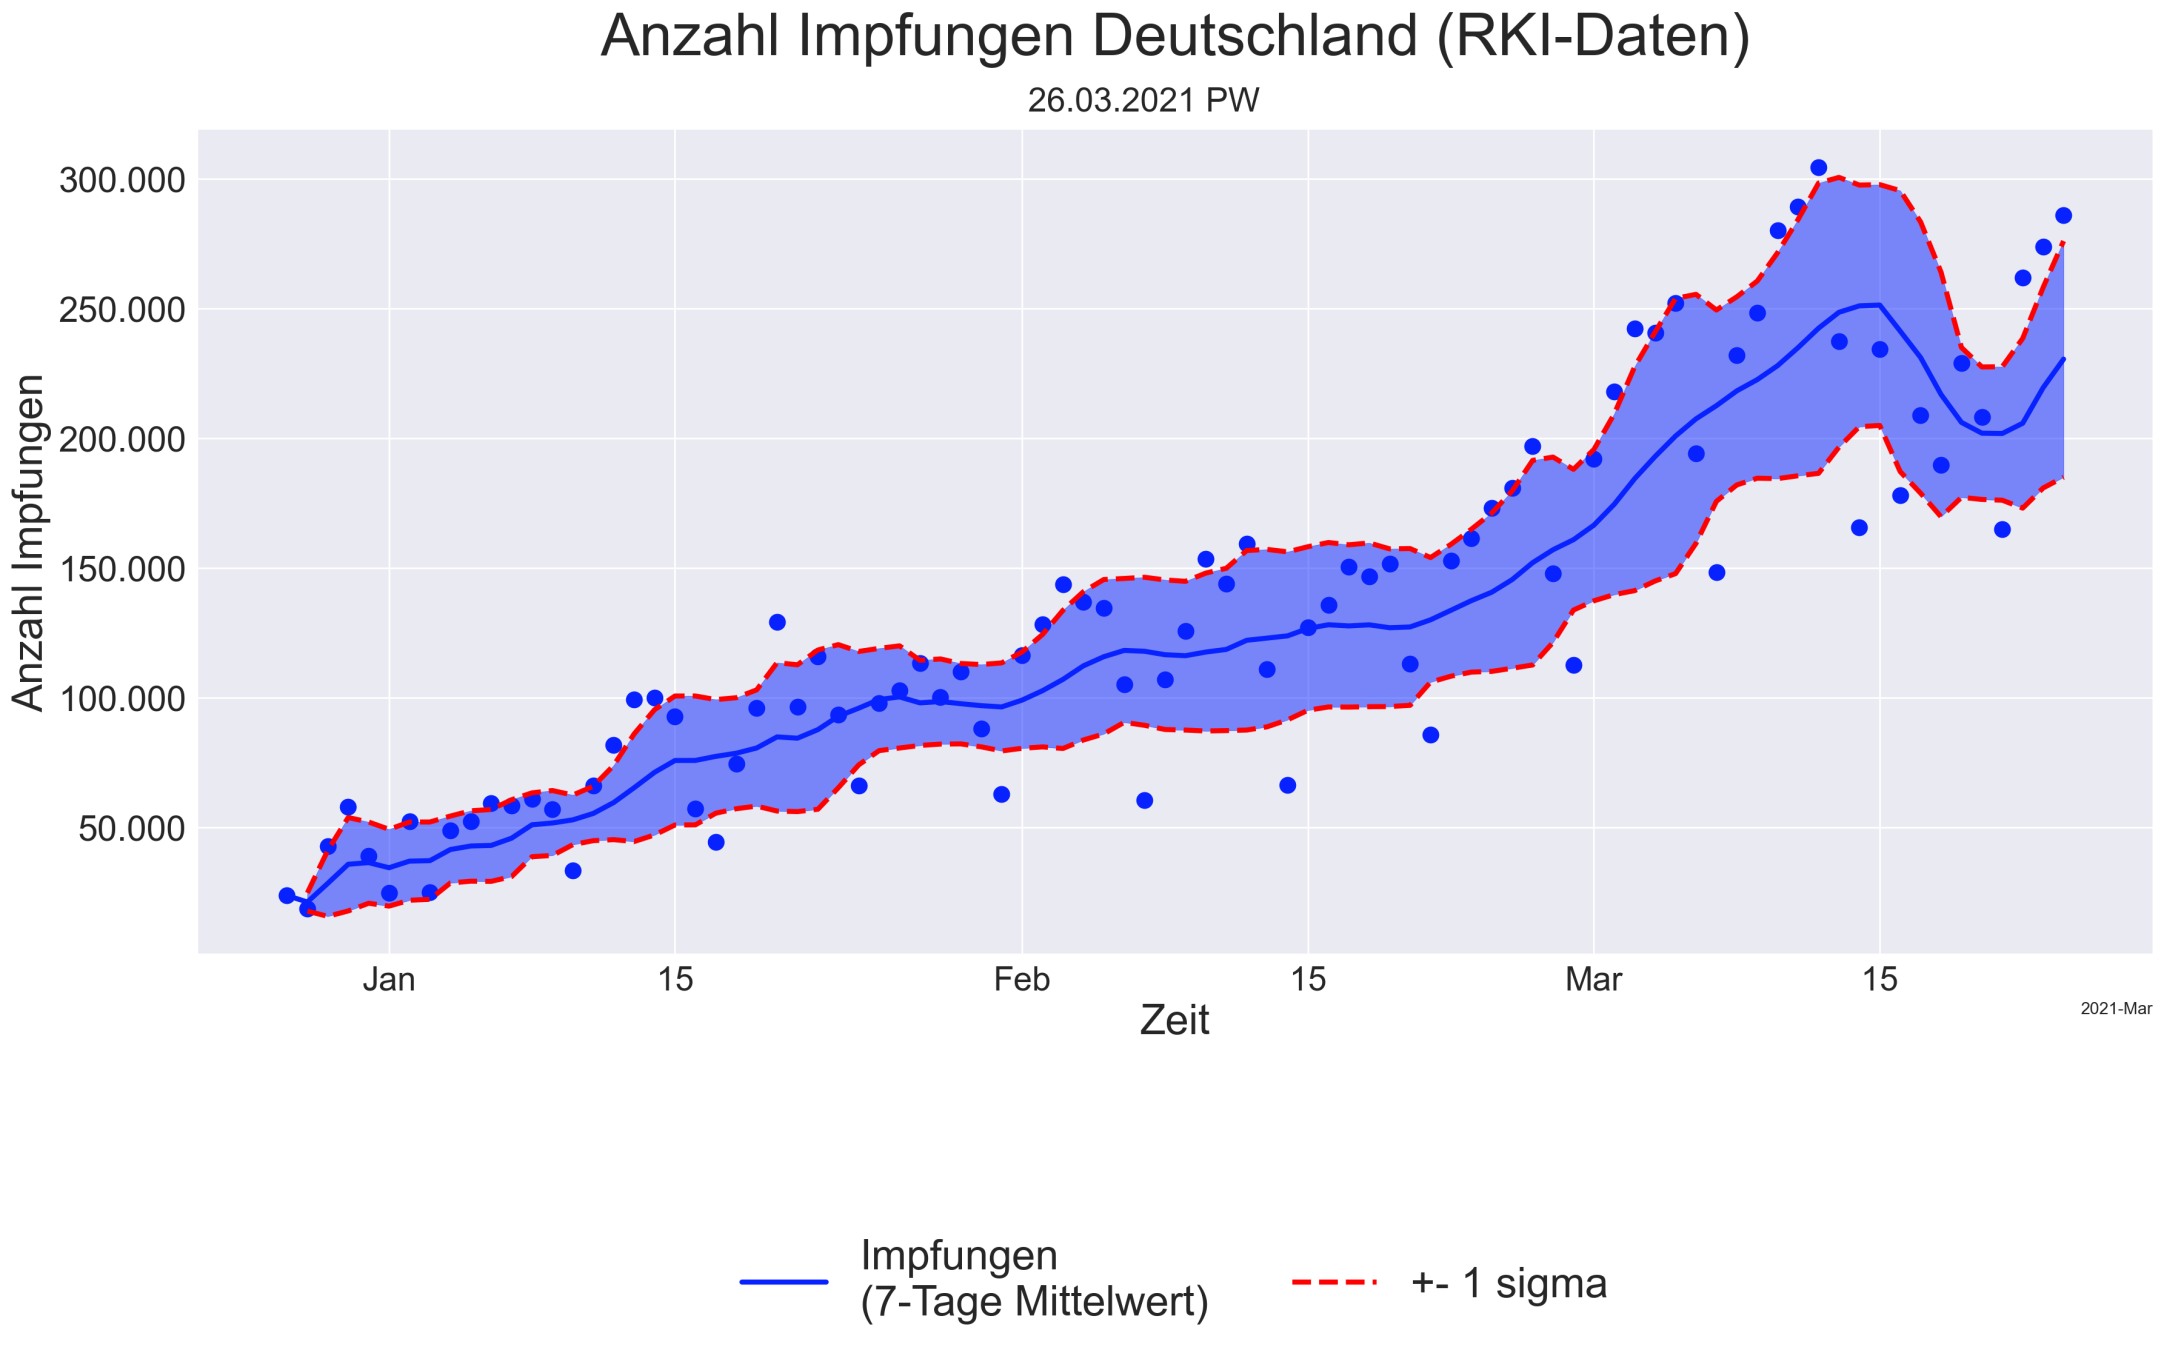 Anzahl Impfungen Deutschland (RKI-Daten)
26.03.2021 PW
Anzahl Impfungen
300.000
250.000
200.000
150.000
100.000
50.000
Jan
15
Feb
15
Mar
15
2021-Mar
Zeit
Impfungen
(7-Tage Mittelwert)
+- 1 sigma